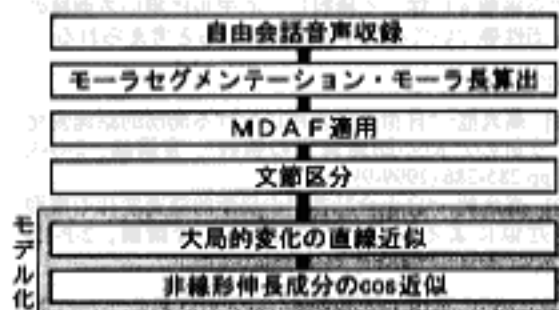 自由会話音声収録
モーラセグメンテーション・モーラ長算出
MDAF適用
文節区分
モデル化
大局的変化の直線近似
非線形伸長成分のcos近似